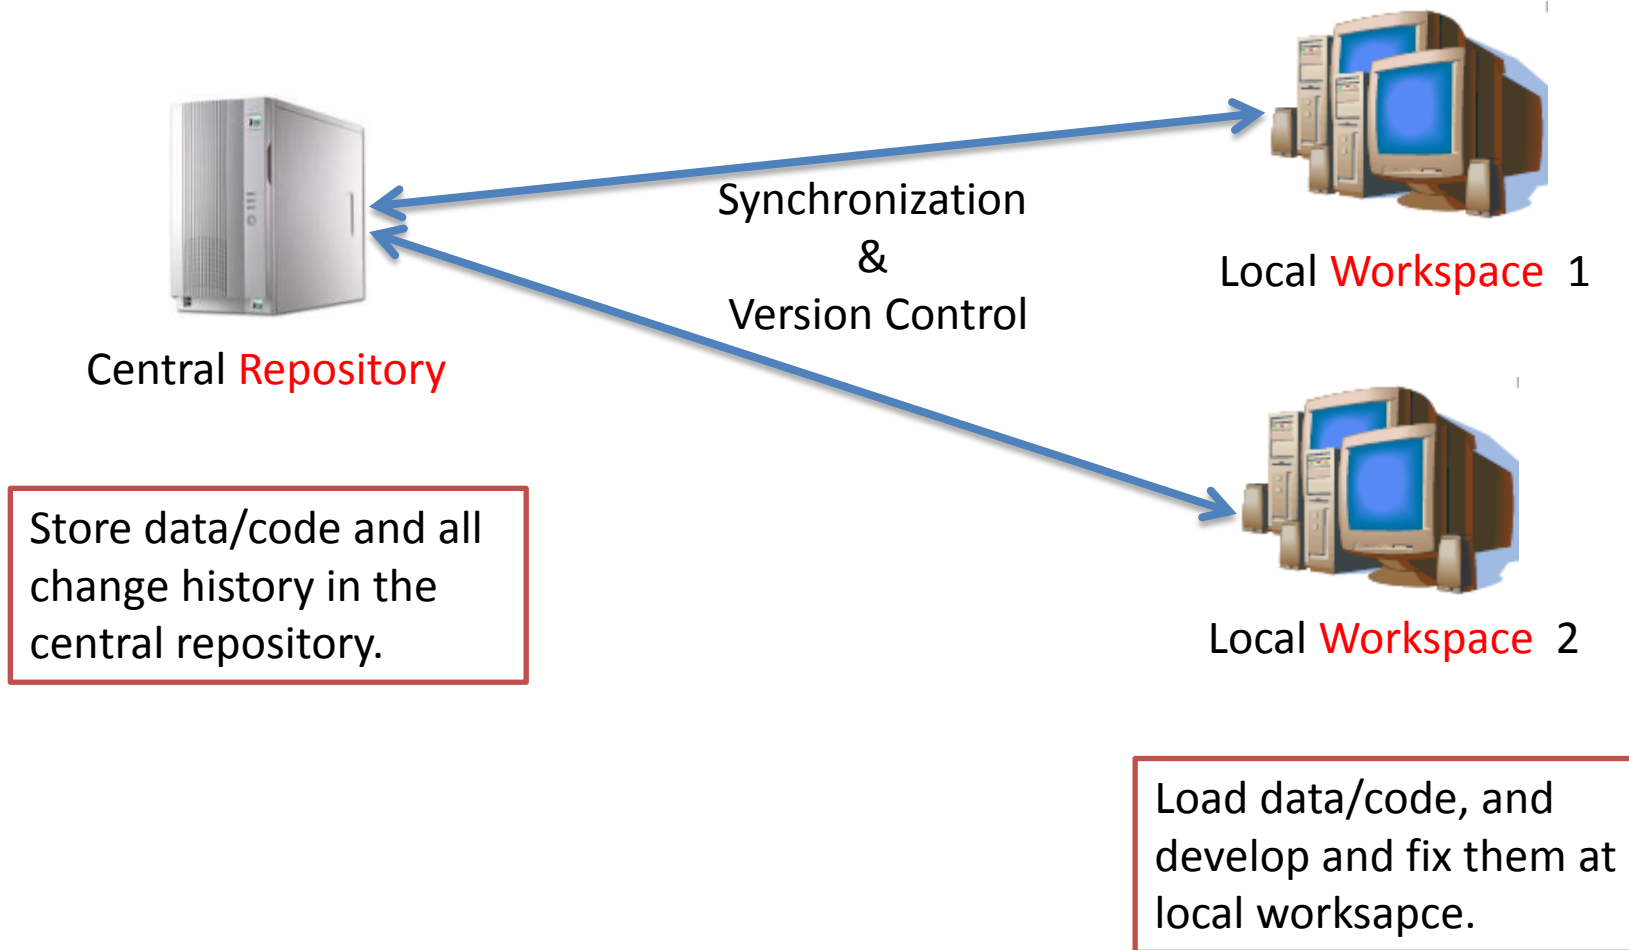 Synchronization
&
Version Control
Local Workspace 1
Central Repository
Store data/code and all
change history in the
central repository.
Local Workspace 2
Load data/code, and
develop and fix them at
local worksapce.